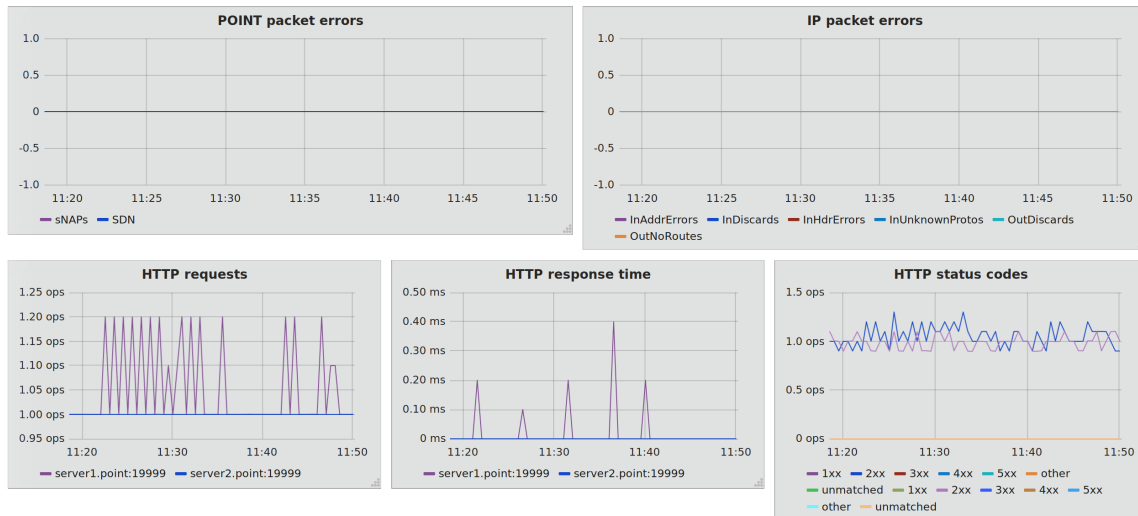 POINT packet errors
1.0
0.5
0
-0.5
-1.0
11:20 11:25 11:30 11:35 11:40 11:45 11:50
sNAPs SDN
IP packet errors
1.0
0.5
0
-0.5
-1.0
11:20 11:25 11:30 11:35 11:40 11:45 11:50
InAddrErrors InDiscards InHdrErrors InUnknownProtos OutDiscards
OutNoRoutes
HTTP requests
1.25 ops
1.20 ops
1.15 ops
1.10 ops
1.05 ops
1.00 ops
0.95 ops
11:20 11:30 11:40 11:50
server1.point:19999 server2.point:19999
HTTP response time
0.50 ms
0.40 ms
0.30 ms
0.20 ms
0.10 ms
0 ms
11:20 11:30 11:40 11:50
server1.point:19999 server2.point:19999
HTTP status codes
1.5 ops
1.0 ops
0.5 ops
0 ops
11:20 11:30 11:40 11:50
1xx 2xx 3xx 4xx 5xx other
unmatched 1xx 2xx 3xx 4xx 5xx
other unmatched